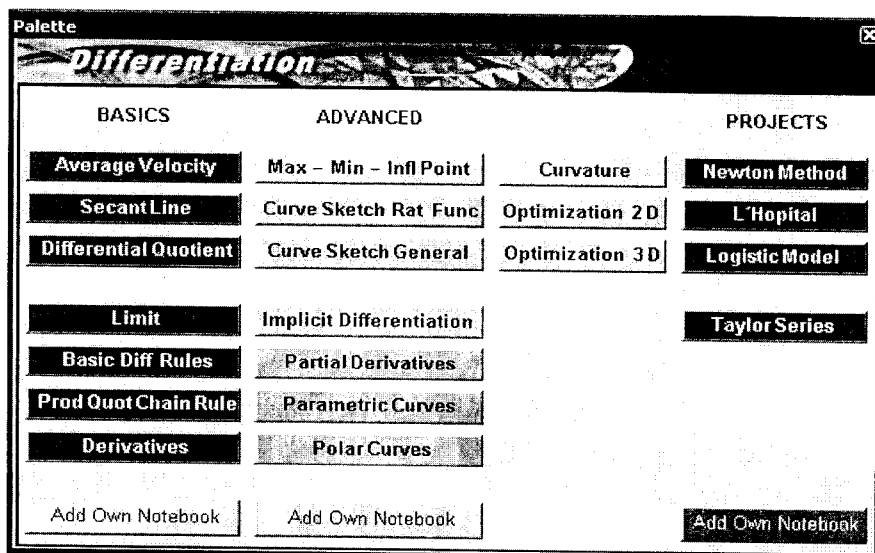 Palette
Differentiation
BASICS
Average Velocity
Secant Line
Differential Quotient
Limit
Basic Diff Rules
Prod Quot Chain Rule
Derivatives
Add Own Notebook
ADVANCED
Max – Min – Infl Point
Curve Sketch Rat Func
Curve Sketch General
Implicit Differentiation
Partial Derivatives
Parametric Curves
Polar Curves
Add Own Notebook
Curvature
Optimization 2D
Optimization 3D
PROJECTS
Newton Method
L´Hopital
Logistic Model
Taylor Series
Add Own Notebook